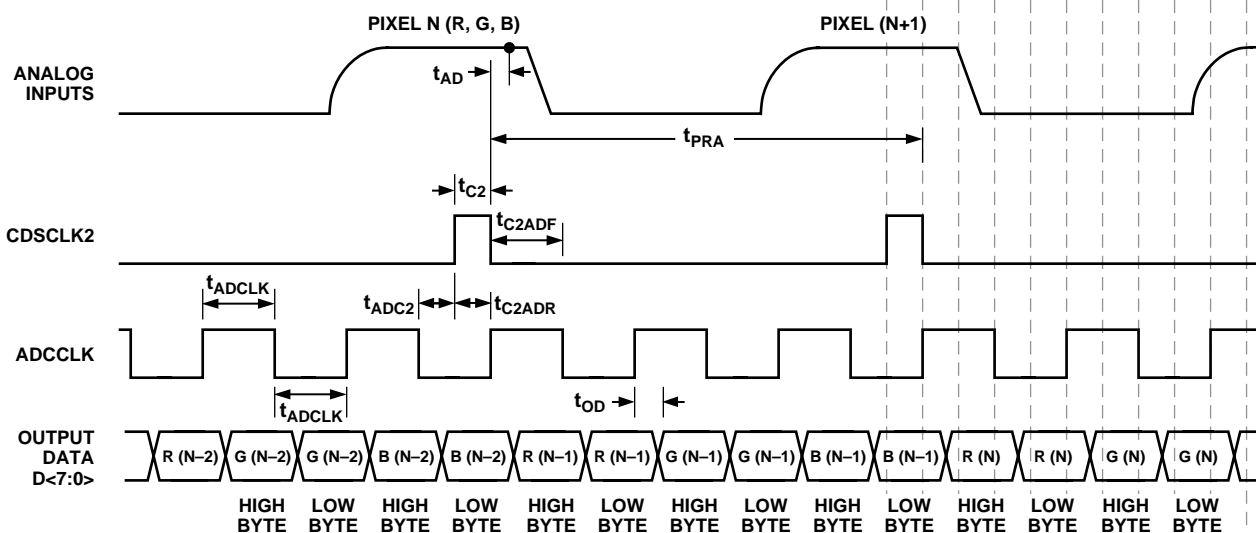 PIXEL N (R, G, B)
PIXEL (N+1)
ANALOG
INPUTS
tAD
tPRA
tC2
CDSCLK2
tC2ADF
tADCLK
tADC2
tC2ADR
ADCCLK
tADCLK
tOD
OUTPUT
DATA
D<7:0>
R (N–2) G (N–2) G (N–2) B (N–2) B (N–2) R (N–1) R (N–1) G (N–1) G (N–1) B (N–1) B (N–1) R (N) R (N) G (N) G (N)
HIGH LOW HIGH LOW HIGH LOW HIGH LOW HIGH LOW HIGH LOW HIGH LOW
BYTE BYTE BYTE BYTE BYTE BYTE BYTE BYTE BYTE BYTE BYTE BYTE BYTE BYTE